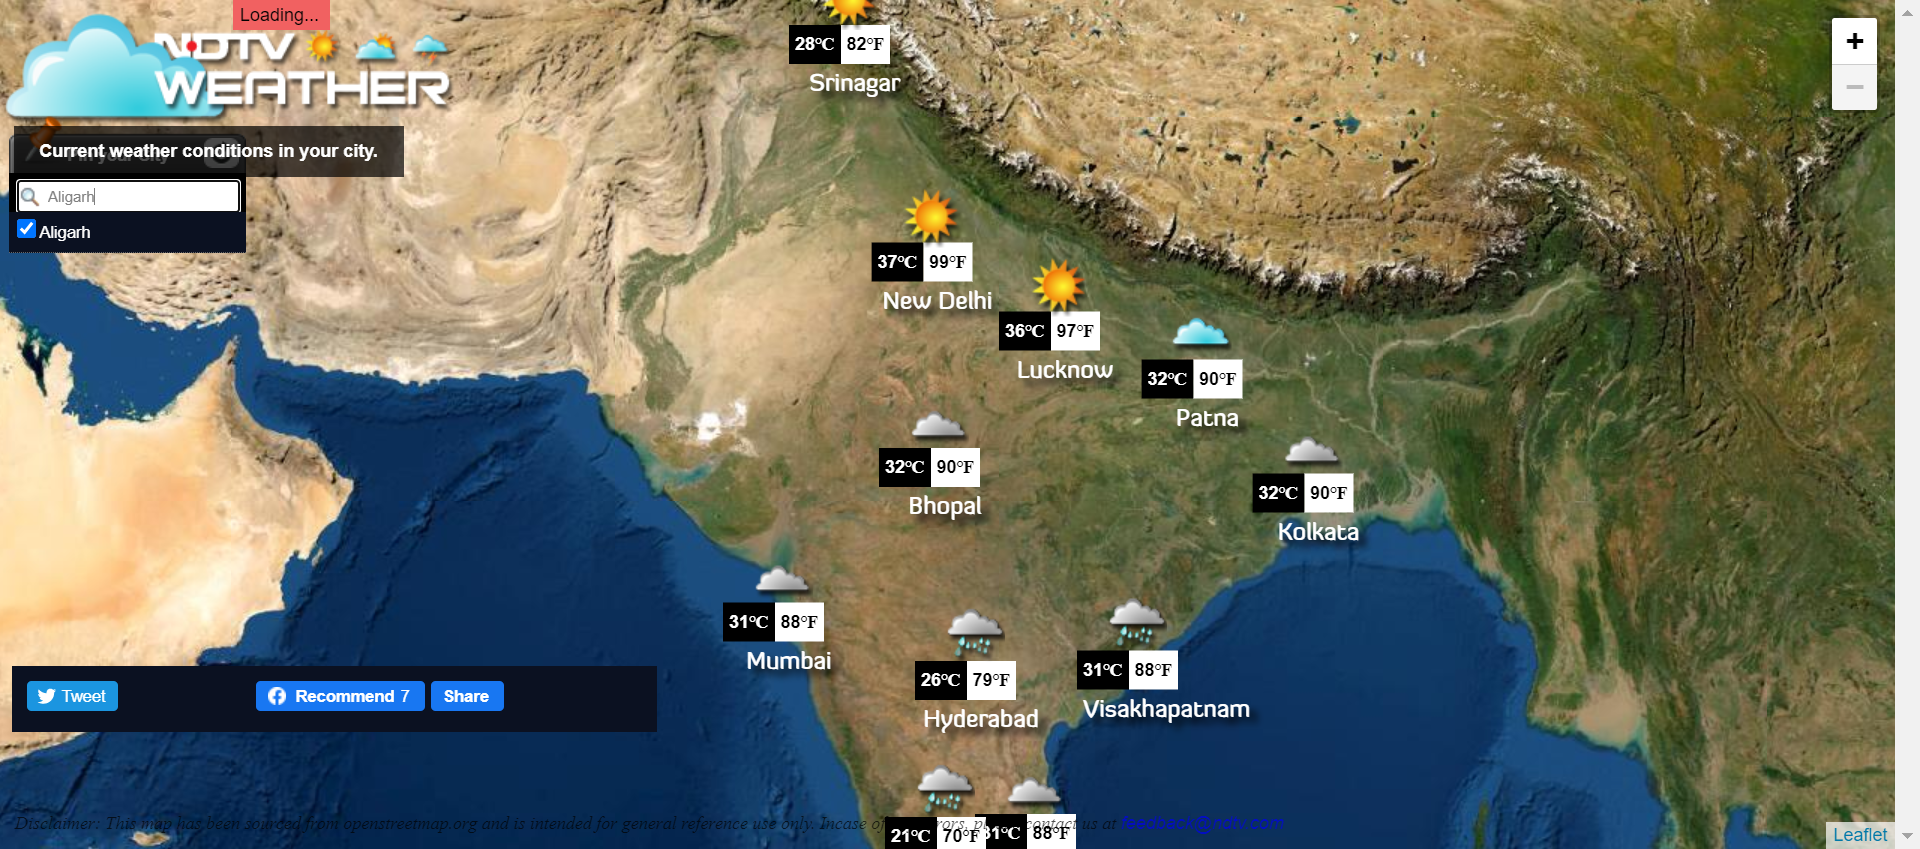 Loading...
NDTV
WEATHER
Current weather conditions in your city.
Aligarh
Aligarh
28°C 82°F
Srinagar
37°C 99°F
New Delhi
36°C 97°F
Lucknow
32°C 90°F
Patna
32°C 90°F
Bhopal
32°C 90°F
Kolkata
31°C 88°F
Mumbai
26°C 79°F
Hyderabad
31°C 88°F
Visakhapatnam
Tweet
Recommend 7
Share
21°C 70°F
31°C 88°F
Disclaimer: This map has been sourced from openstreetmap.org and is intended for general reference use only. Incase of contact us at feedback@ndtv.com
+
−
Leaflet